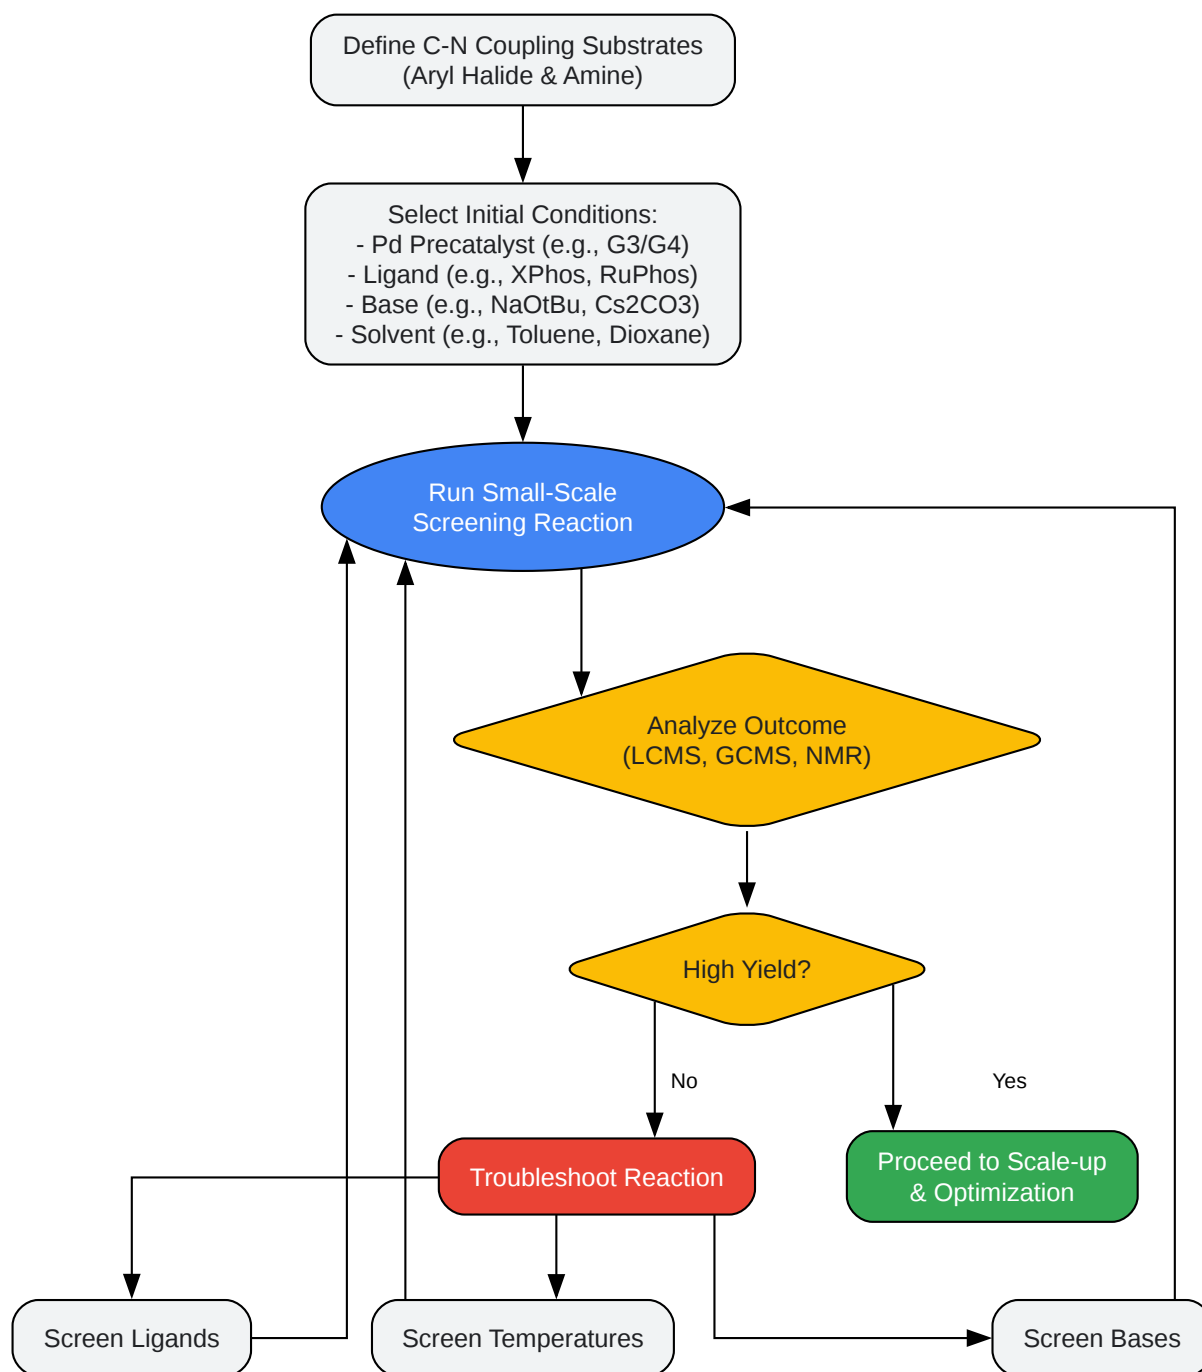 Define C-N Coupling Substrates
(Aryl Halide & Amine)
Select Initial Conditions:
- Pd Precatalyst (e.g., G3/G4)
- Ligand (e.g., XPhos, RuPhos)
- Base (e.g., NaOtBu, Cs2CO3)
- Solvent (e.g., Toluene, Dioxane)
Run Small-Scale
Screening Reaction
Analyze Outcome
(LCMS, GCMS, NMR)
High Yield?
No
Yes
Troubleshoot Reaction
Proceed to Scale-up
& Optimization
Screen Ligands
Screen Temperatures
Screen Bases